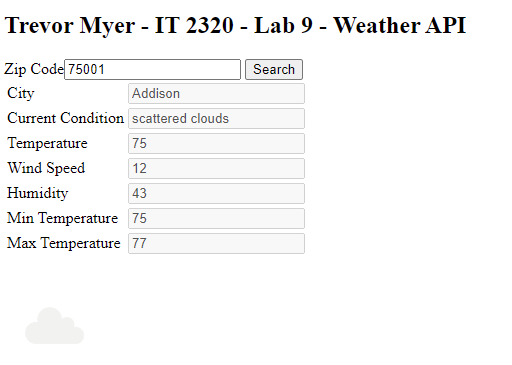 Trevor Myer - IT 2320 - Lab 9 - Weather API
Zip Code 75001 Search
City Addison
Current Condition scattered clouds
Temperature 75
Wind Speed 12
Humidity 43
Min Temperature 75
Max Temperature 77